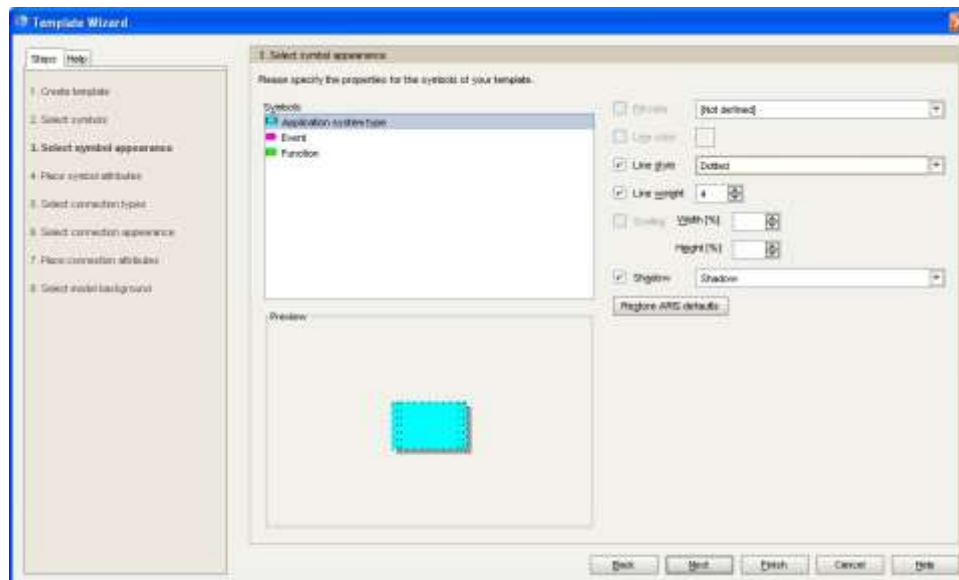 Template Wizard
Steps Help
1. Create template
2. Select symbols
3. Select symbol appearance
4. Place symbol attributes
5. Select connection types
6. Select connection appearance
7. Place connection attributes
8. Select model background
3. Select symbol appearance
Please specify the properties for the symbols of your template.
Symbols
Application system type
Event
Function
Preview
Fill color [Not defined]
Line color
Line style Dotted
Line weight 4
Scaling Width [%]
Height [%]
Shadow Shadow
Restore ARIS defaults
Back Next Finish Cancel Help